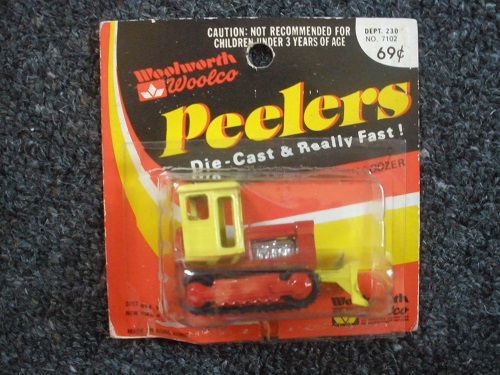 CAUTION: NOT RECOMMENDED FOR
CHILDREN UNDER 3 YEARS OF AGE
DEPT. 230
NO. 7102
69¢
Woolworth
Woolco
Peelers
Die-Cast & Really Fast!
DOZER
Woolworth
Woolco